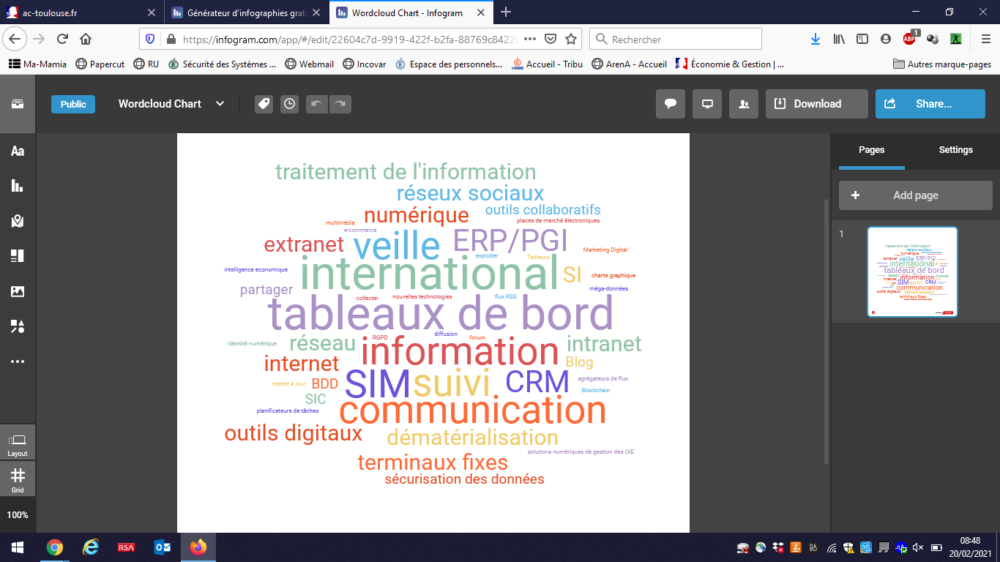 ac-toulouse.fr
Générateur d'infographies gratu
Wordcloud Chart - Infogram
https://infogram.com/app/#/edit/22604c7d-9919-422f-b2fa-88769c8422
Rechercher
ABP
1
Ma-Mamia
Papercut
RU
Sécurité des Systèmes ...
Webmail
Incovar
Espace des personnels...
Accueil - Tribu
ArenA - Accueil
Économie & Gestion | ...
Autres marque-pages
Public
Wordcloud Chart
Download
Share...
Aa
Layout
Grid
100%
Pages
Settings
Add page
1
traitement de l'information
réseux sociaux
numérique
outils collaboratifs
multimédia
places de marché électroniques
e-commerce
extranet
veille
ERP/PGI
exploiter
Tableurs
Marketing Digital
intelligence economique
international
SI
charte graphique
partager
méga-données
collecter
nouvelles technologies
flux RSS
tableaux de bord
diffusion
identité numérique
réseau
RGPD
forum
information
intranet
internet
Blog
mettre à jour
BDD
SIM
suivi
CRM
agrégateurs de flux
Blockchain
SIC
planificateurs de tâches
communication
outils digitaux
dématérialisation
solutions numériques de gestion des OIE
terminaux fixes
sécurisation des données
RSA
08:48
20/02/2021